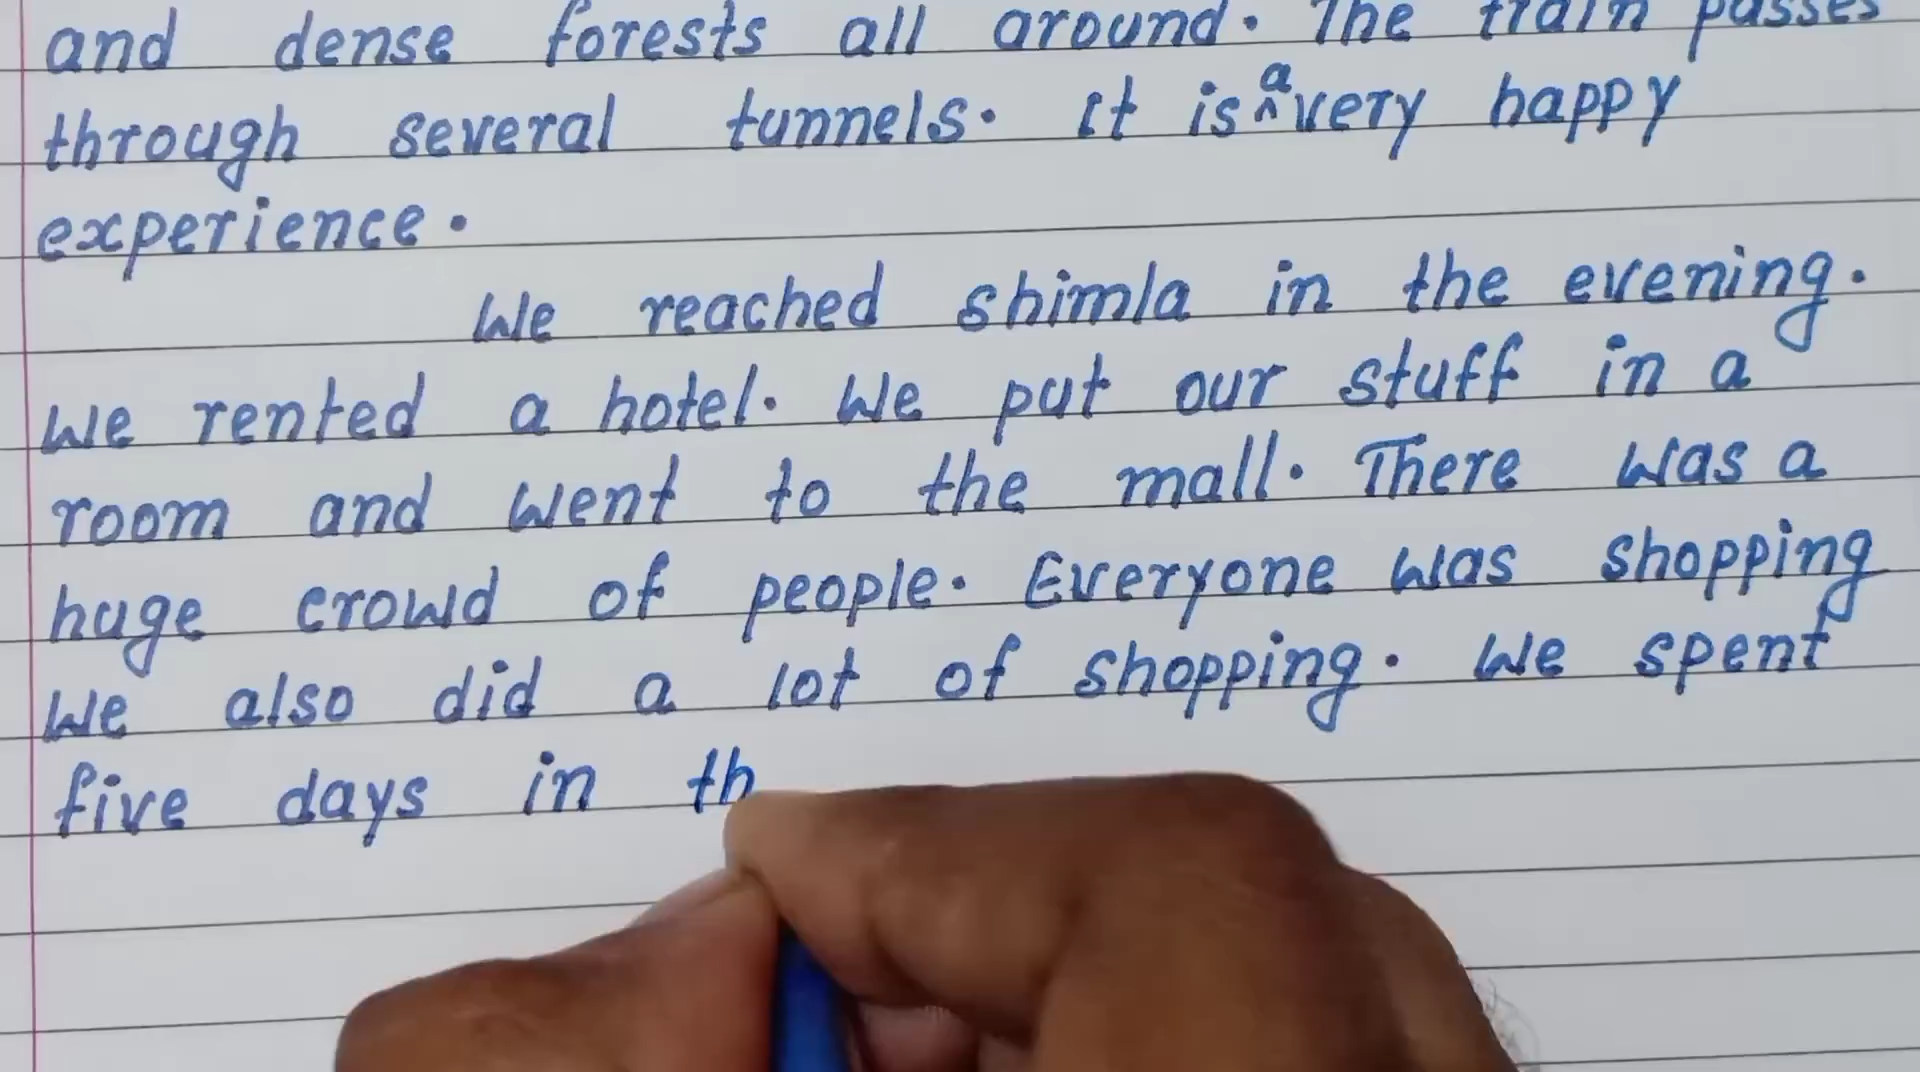 and dense forests all around. The train passes
through several tunnels. It is a very happy
experience.
We reached shimla in the evening.
We rented a hotel. We put our stuff in a
room and went to the mall. There was a
huge crowd of people. Everyone was shopping
We also did a lot of shopping. We spent
five days in th